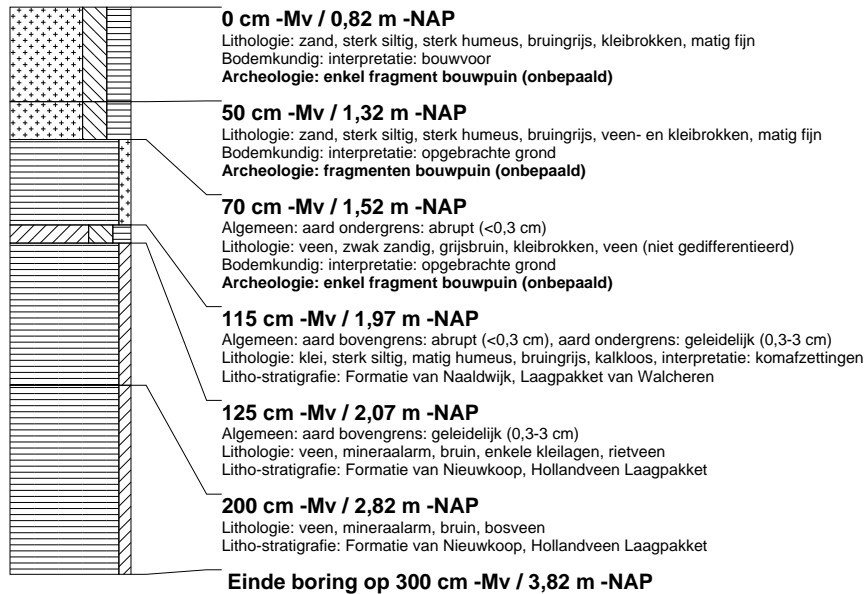 0 cm -Mv / 0,82 m -NAP
Lithologie: zand, sterk siltig, sterk humeus, bruingrijs, kleibrokken, matig fijn
Bodemkundig: interpretatie: bouwvoor
Archeologie: enkel fragment bouwpuin (onbepaald)
50 cm -Mv / 1,32 m -NAP
Lithologie: zand, sterk siltig, sterk humeus, bruingrijs, veen- en kleibrokken, matig fijn
Bodemkundig: interpretatie: opgebrachte grond
Archeologie: fragmenten bouwpuin (onbepaald)
70 cm -Mv / 1,52 m -NAP
Algemeen: aard ondergrens: abrupt (<0,3 cm)
Lithologie: veen, zwak zandig, grijsbruin, kleibrokken, veen (niet gedifferentieerd)
Bodemkundig: interpretatie: opgebrachte grond
Archeologie: enkel fragment bouwpuin (onbepaald)
115 cm -Mv / 1,97 m -NAP
Algemeen: aard bovengrens: abrupt (<0,3 cm), aard ondergrens: geleidelijk (0,3-3 cm)
Lithologie: klei, sterk siltig, matig humeus, bruingrijs, kalkloos, interpretatie: komafzettingen
Litho-stratigrafie: Formatie van Naaldwijk, Laagpakket van Walcheren
125 cm -Mv / 2,07 m -NAP
Algemeen: aard bovengrens: geleidelijk (0,3-3 cm)
Lithologie: veen, mineraalarm, bruin, enkele kleilagen, rietveen
Litho-stratigrafie: Formatie van Nieuwkoop, Hollandveen Laagpakket
200 cm -Mv / 2,82 m -NAP
Lithologie: veen, mineraalarm, bruin, bosveen
Litho-stratigrafie: Formatie van Nieuwkoop, Hollandveen Laagpakket
Einde boring op 300 cm -Mv / 3,82 m -NAP